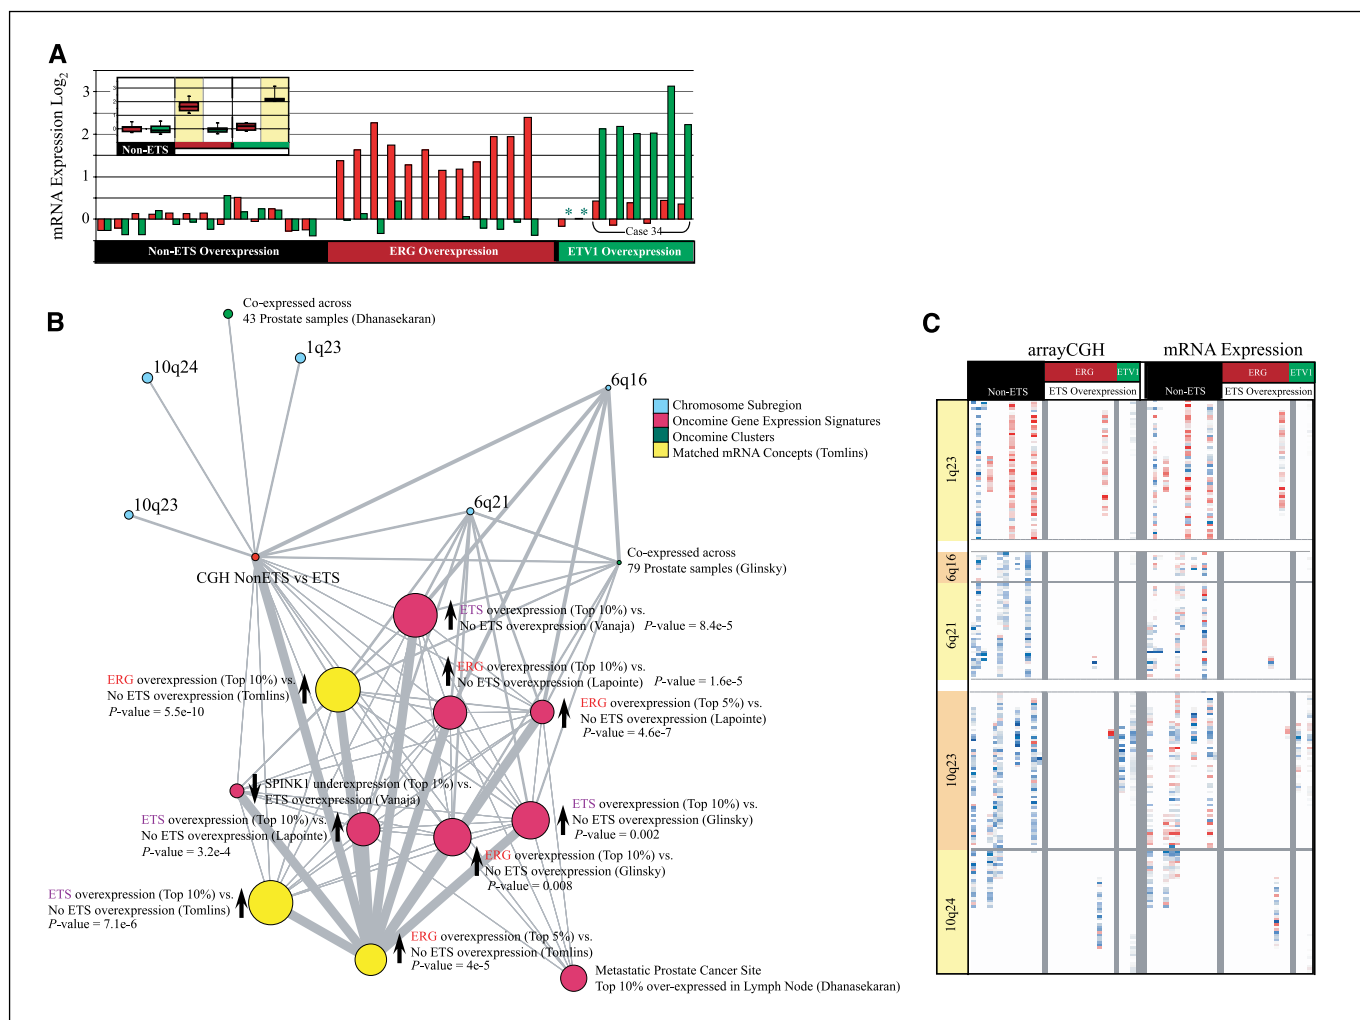 A
mRNA Expression Log2
3
2
1
0
3
2
1
0
Non-ETS
* *
Case 34
Non-ETS Overexpression
ERG Overexpression
ETV1 Overexpression
B
Co-expressed across
43 Prostate samples (Dhanasekaran)
10q24
1q23
6q16
Chromosome Subregion
Oncomine Gene Expression Signatures
Oncomine Clusters
Matched mRNA Concepts (Tomlins)
10q23
6q21
CGH NonETS vs ETS
Co-expressed across
79 Prostate samples (Glinsky)
ETS overexpression (Top 10%) vs.
No ETS overexpression (Vanaja) P-value = 8.4e-5
ERG overexpression (Top 10%) vs.
No ETS overexpression (Lapointe) P-value = 1.6e-5
ERG overexpression (Top 10%) vs.
No ETS overexpression (Tomlins)
P-value = 5.5e-10
ERG overexpression (Top 5%) vs.
No ETS overexpression (Lapointe)
P-value = 4.6e-7
SPINK1 underexpression (Top 1%) vs.
ETS overexpression (Vanaja)
ETS overexpression (Top 10%) vs.
No ETS overexpression (Lapointe)
P-value = 3.2e-4
ETS overexpression (Top 10%) vs.
No ETS overexpression (Glinsky)
P-value = 0.002
ERG overexpression (Top 10%) vs.
No ETS overexpression (Glinsky)
P-value = 0.008
ETS overexpression (Top 10%) vs.
No ETS overexpression (Tomlins)
P-value = 7.1e-6
ERG overexpression (Top 5%) vs.
No ETS overexpression (Tomlins)
P-value = 4e-5
Metastatic Prostate Cancer Site
Top 10% over-expressed in Lymph Node (Dhanasekaran)
C
arrayCGH mRNA Expression
ERG ETV1 ERG ETV1
Non-ETS ETS Overexpression Non-ETS ETS Overexpression
1q23
6q16
6q21
10q23
10q24